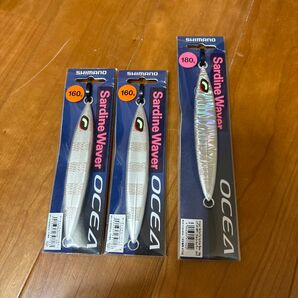 SHIMANO
160g
Sardine Waver
OCEA
SHIMANO
160g
Sardine Waver
OCEA
SHIMANO
180g
Sardine Waver
OCEA